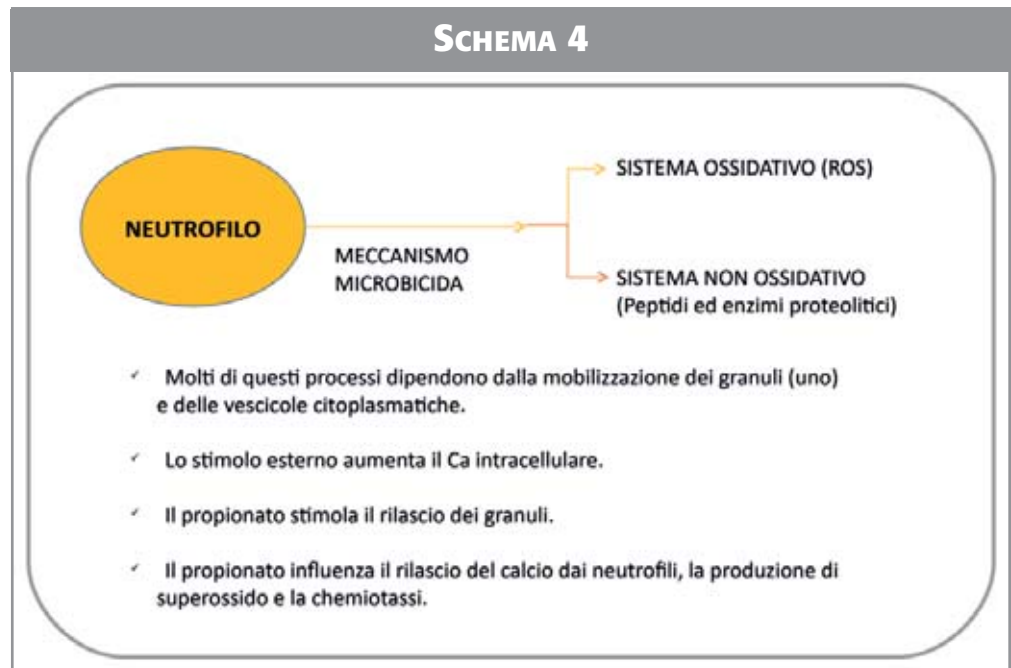 SCHEMA 4
NEUTROFILO
MECCANISMO
MICROBICIDA
SISTEMA OSSIDATIVO (ROS)
SISTEMA NON OSSIDATIVO
(Peptidi ed enzimi proteolitici)
✓ Molti di questi processi dipendono dalla mobilizzazione dei granuli (uno)
e delle vescicole citoplasmatiche.
✓ Lo stimolo esterno aumenta il Ca intracellulare.
✓ Il propionato stimola il rilascio dei granuli.
✓ Il propionato influenza il rilascio del calcio dai neutrofili, la produzione di
superossido e la chemiotassi.